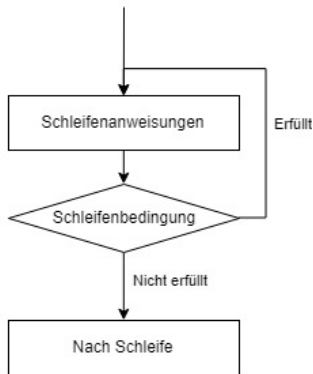 Schleifenanweisungen
Erfüllt
Schleifenbedingung
Nicht erfüllt
Nach Schleife